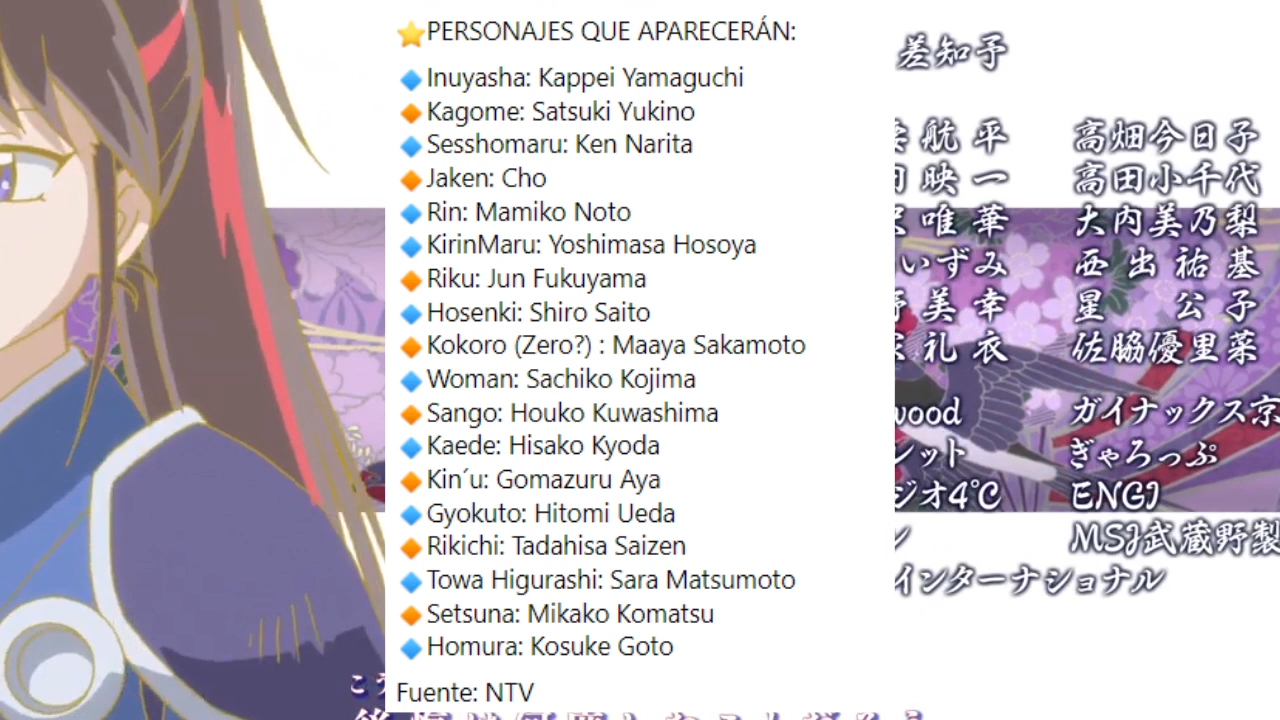 ⭐PERSONAJES QUE APARECERÁN:
🔷Inuyasha: Kappei Yamaguchi
🔶Kagome: Satsuki Yukino
🔷Sesshomaru: Ken Narita
🔶Jaken: Cho
🔷Rin: Mamiko Noto
🔷KirinMaru: Yoshimasa Hosoya
🔶Riku: Jun Fukuyama
🔷Hosenki: Shiro Saito
🔶Kokoro (Zero?) : Maaya Sakamoto
🔷Woman: Sachiko Kojima
🔶Sango: Houko Kuwashima
🔷Kaede: Hisako Kyoda
🔶Kin´u: Gomazuru Aya
🔷Gyokuto: Hitomi Ueda
🔶Rikichi: Tadahisa Saizen
🔷Towa Higurashi: Sara Matsumoto
🔶Setsuna: Mikako Komatsu
🔷Homura: Kosuke Goto
Fuente: NTV
差知予
航平 高畑今日子
映一 高田小千代
唯華 大内美乃梨
いずみ 西出祐基
美幸 星公子
礼衣 佐脇優里菜
wood ガイナックス京
レット ぎゃろっぷ
ジオ4℃ ENGI
ン MSJ武蔵野製
インターナショナル
こう